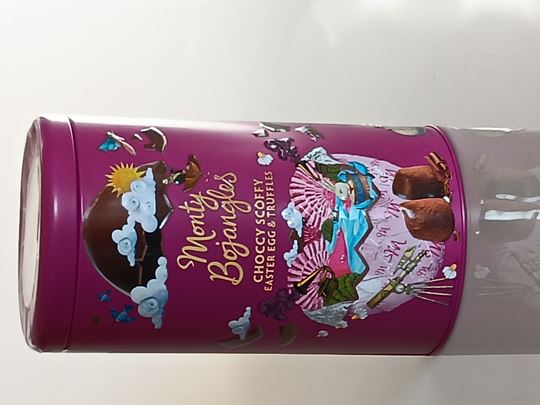 Monty
Bojangles
CHOCCY SCOFFY
EASTER EGG & TRUFFLES